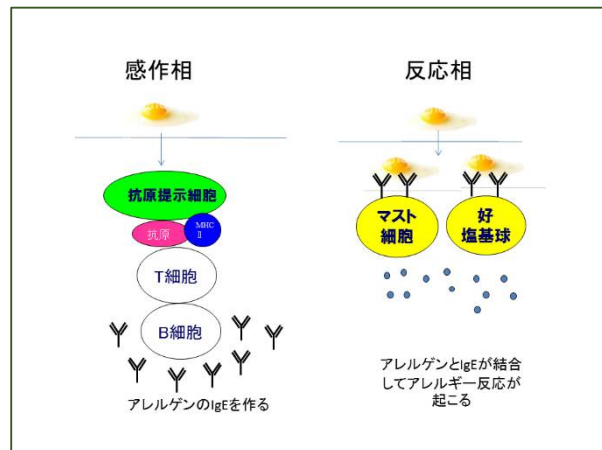 感作相
抗原提示細胞
抗原
MHC
Ⅱ
T細胞
B細胞
アレルゲンのIgEを作る
反応相
マスト
細胞
好
塩基球
アレルゲンとIgEが結合
してアレルギー反応が
起こる